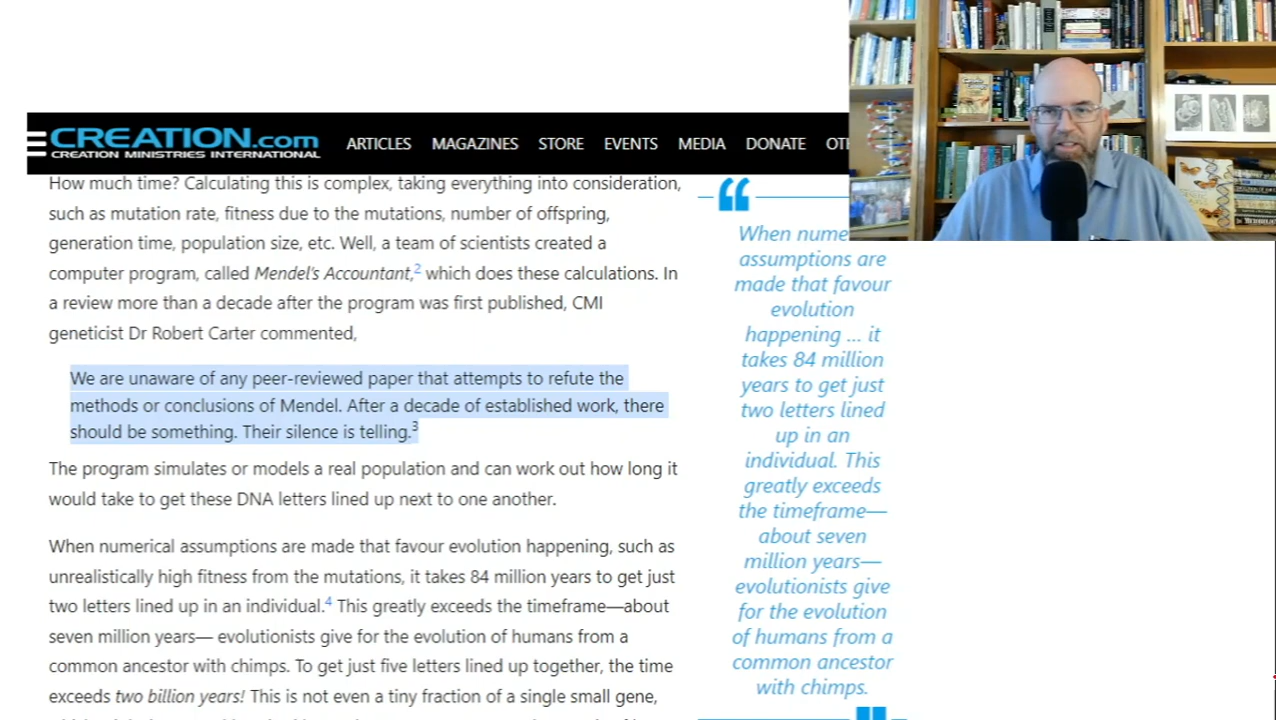 CREATION.com
CREATION MINISTRIES INTERNATIONAL
ARTICLES MAGAZINES STORE EVENTS MEDIA DONATE
How much time? Calculating this is complex, taking everything into consideration,
such as mutation rate, fitness due to the mutations, number of offspring,
generation time, population size, etc. Well, a team of scientists created a
computer program, called Mendel's Accountant,2 which does these calculations. In
a review more than a decade after the program was first published, CMI
geneticist Dr Robert Carter commented,
We are unaware of any peer-reviewed paper that attempts to refute the
methods or conclusions of Mendel. After a decade of established work, there
should be something. Their silence is telling.3
The program simulates or models a real population and can work out how long it
would take to get these DNA letters lined up next to one another.
When numerical assumptions are made that favour evolution happening, such as
unrealistically high fitness from the mutations, it takes 84 million years to get just
two letters lined up in an individual.4 This greatly exceeds the timeframe—about
seven million years— evolutionists give for the evolution of humans from a
common ancestor with chimps. To get just five letters lined up together, the time
exceeds two billion years! This is not even a tiny fraction of a single small gene,
“
When nume
assumptions are
made that favour
evolution
happening ... it
takes 84 million
years to get just
two letters lined
up in an
individual. This
greatly exceeds
the timeframe—
about seven
million years—
evolutionists give
for the evolution
of humans from a
common ancestor
with chimps.